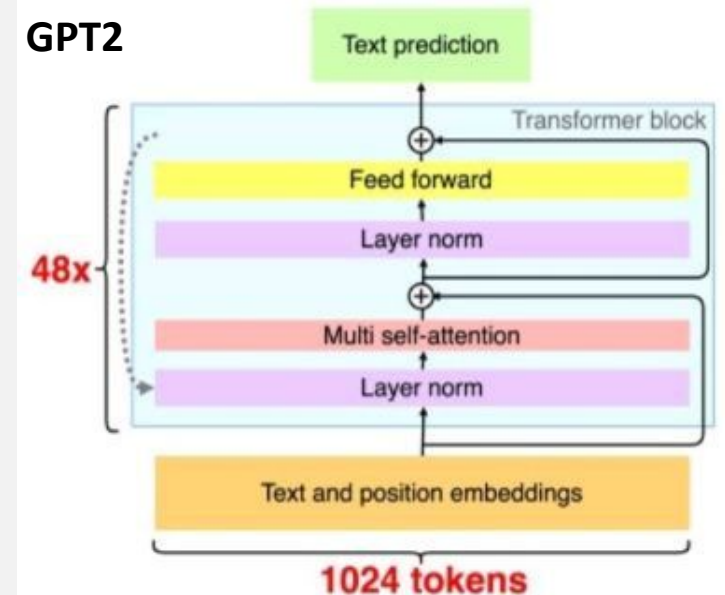 GPT2
Text prediction
Transformer block
Feed forward
Layer norm
48x
Multi self-attention
Layer norm
Text and position embeddings
1024 tokens